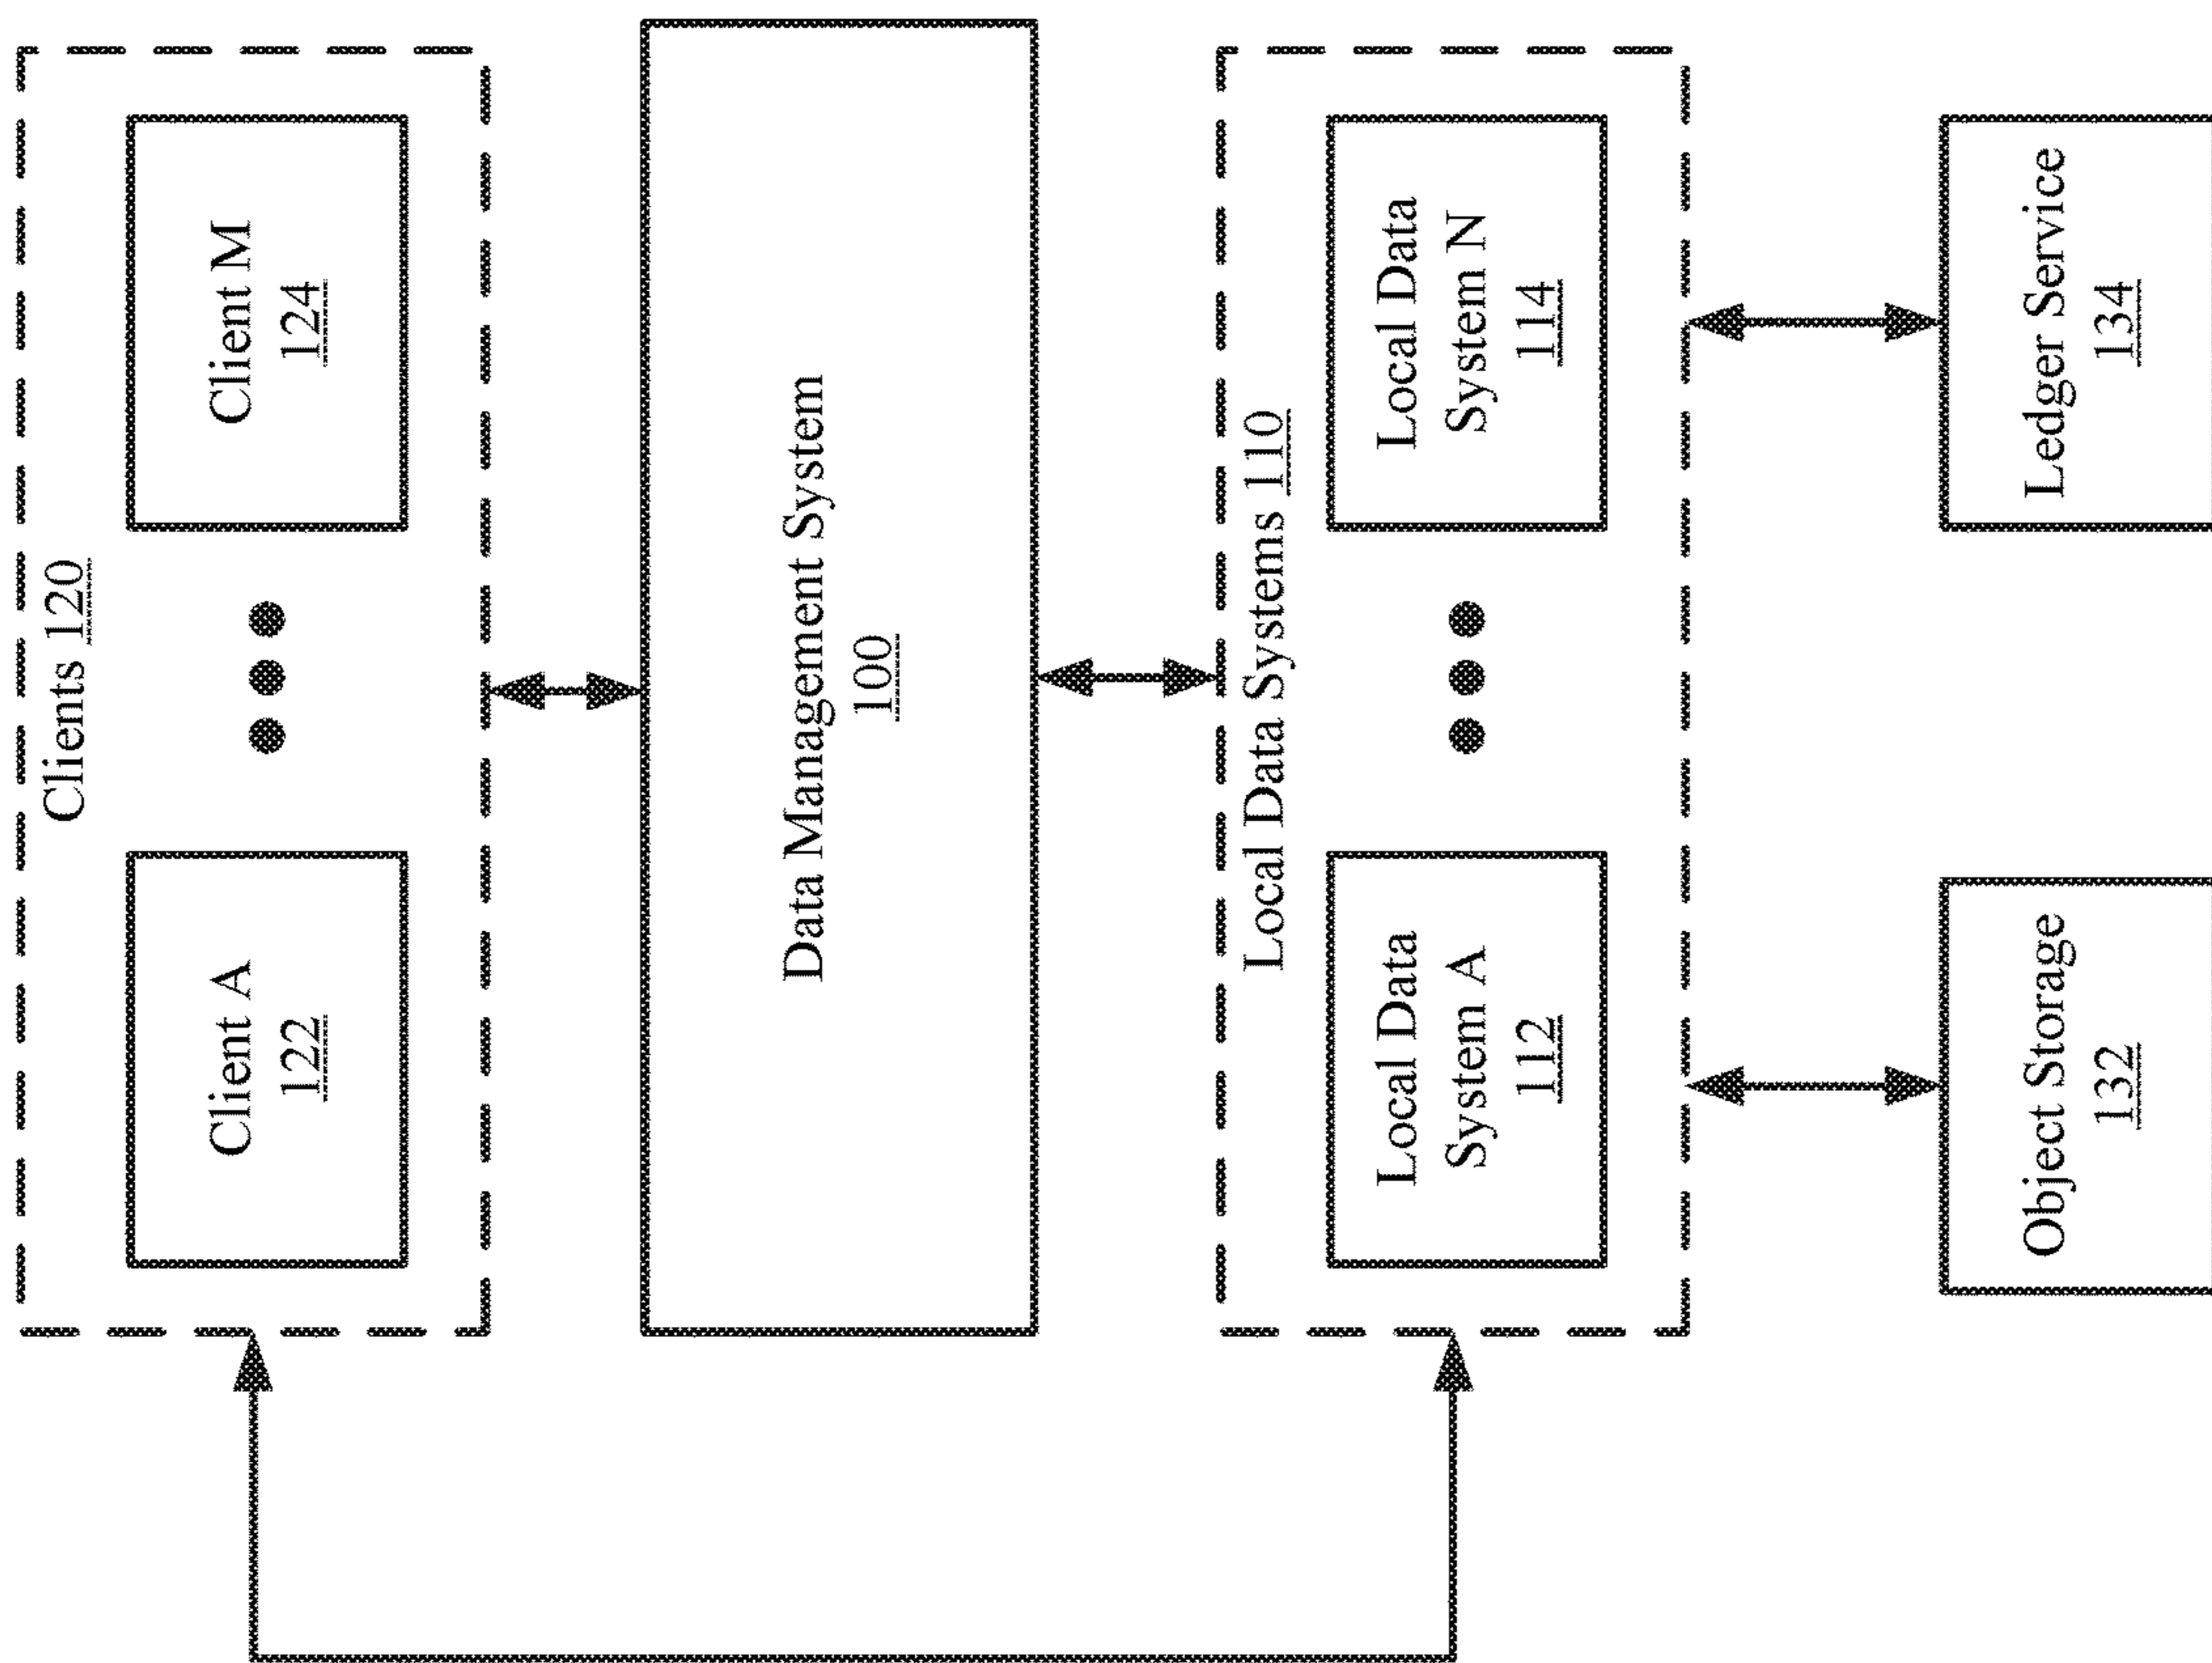 Clients 120
Client A
122
Client M
124
Data Management System
100
Local Data Systems 110
Local Data
System A
112
Local Data
System N
114
Object Storage
132
Ledger Service
134